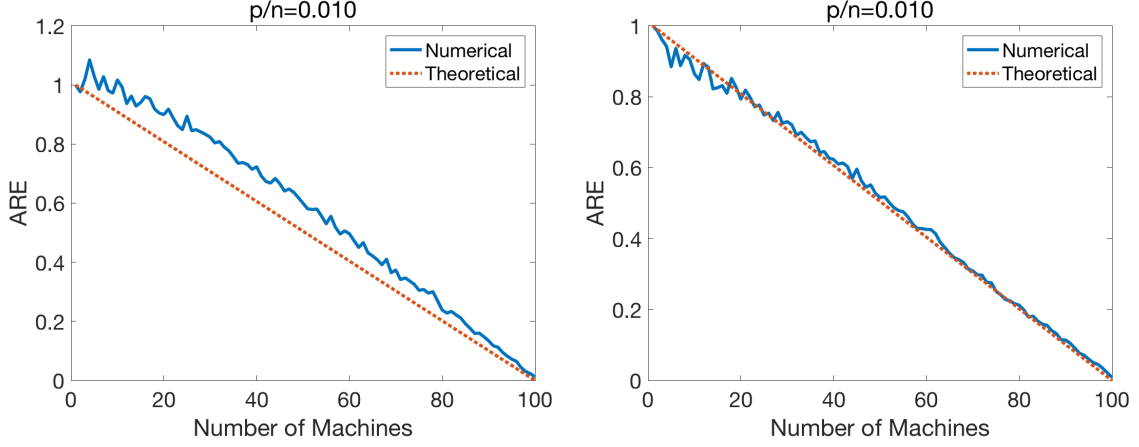 p/n=0.010
1.2
1
0.8
0.6
0.4
0.2
0
ARE
Numerical
Theoretical
0 20 40 60 80 100
Number of Machines
p/n=0.010
1
0.8
0.6
0.4
0.2
0
ARE
Numerical
Theoretical
0 20 40 60 80 100
Number of Machines